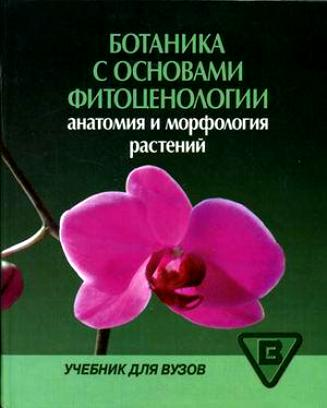 БОТАНИКА
С ОСНОВАМИ
ФИТОЦЕНОЛОГИИ
анатомия и морфология
растений
УЧЕБНИК ДЛЯ ВУЗОВ